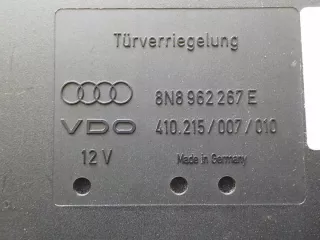 Türverriegelung
8N8 962 267 E
VDO 410.215/007/010
12 V Made in Germany